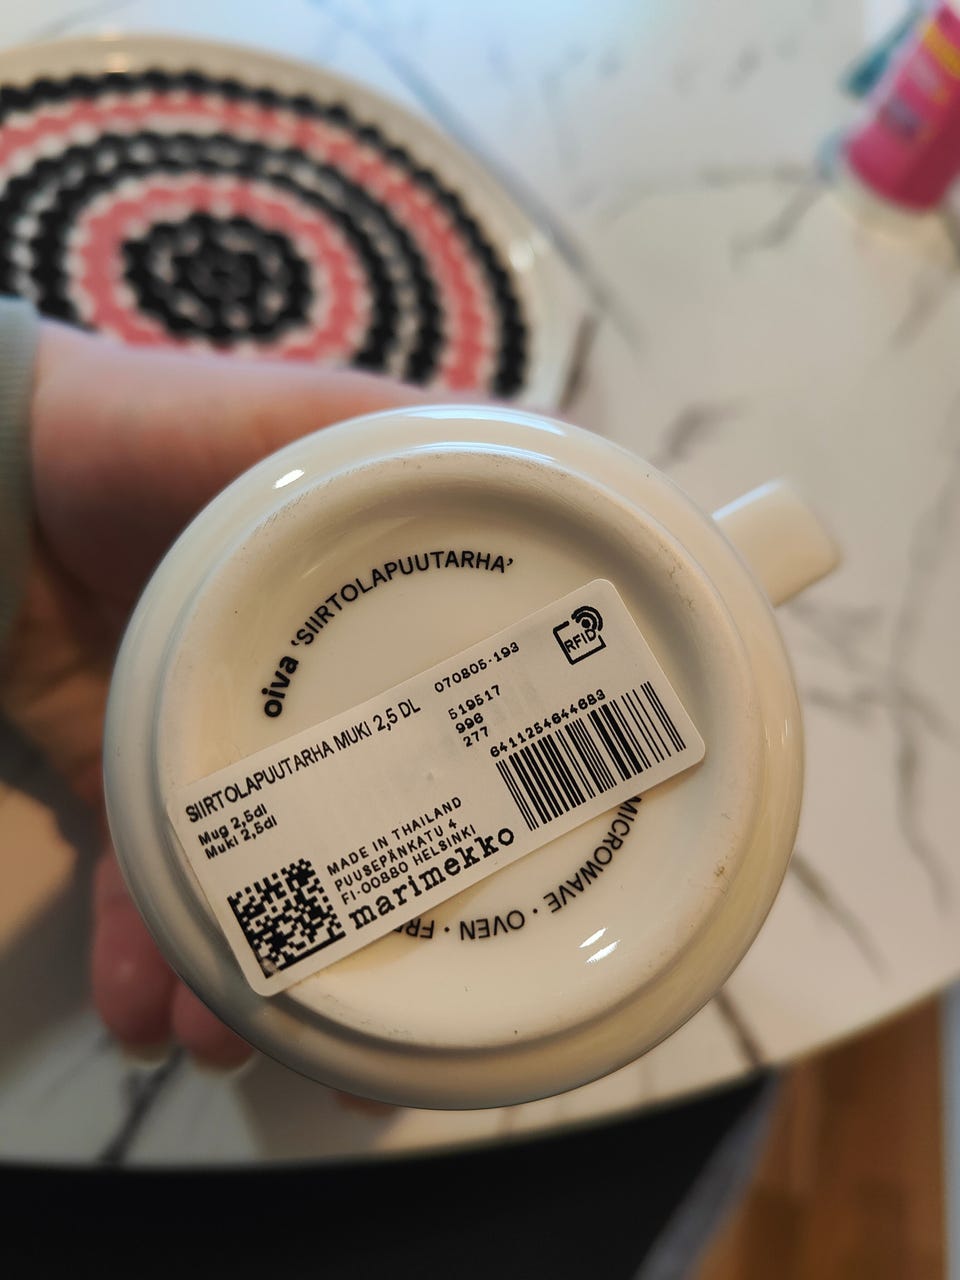 oiva 'SIIRTOLAPUUTARHA'
SIIRTOLAPUUTARHA MUKI 2,5 DL
070805-193
Mug 2,5dl
Muki 2,5dl
519517
996
277
RFID
6411254644683
MADE IN THAILAND
PUUSEPÄNKATU 4
FI-00880 HELSINKI
marimekko
MICROWAVE · OVEN ·